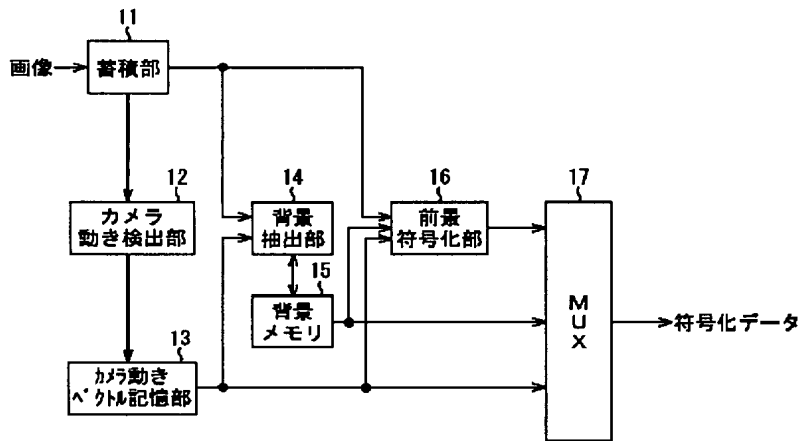 11
画像
蓄積部
12
カメラ
動き検出部
14
背景
抽出部
16
前景
符号化部
17
MUX
15
背景
メモリ
符号化データ
13
カメラ動き
ベクトル記憶部